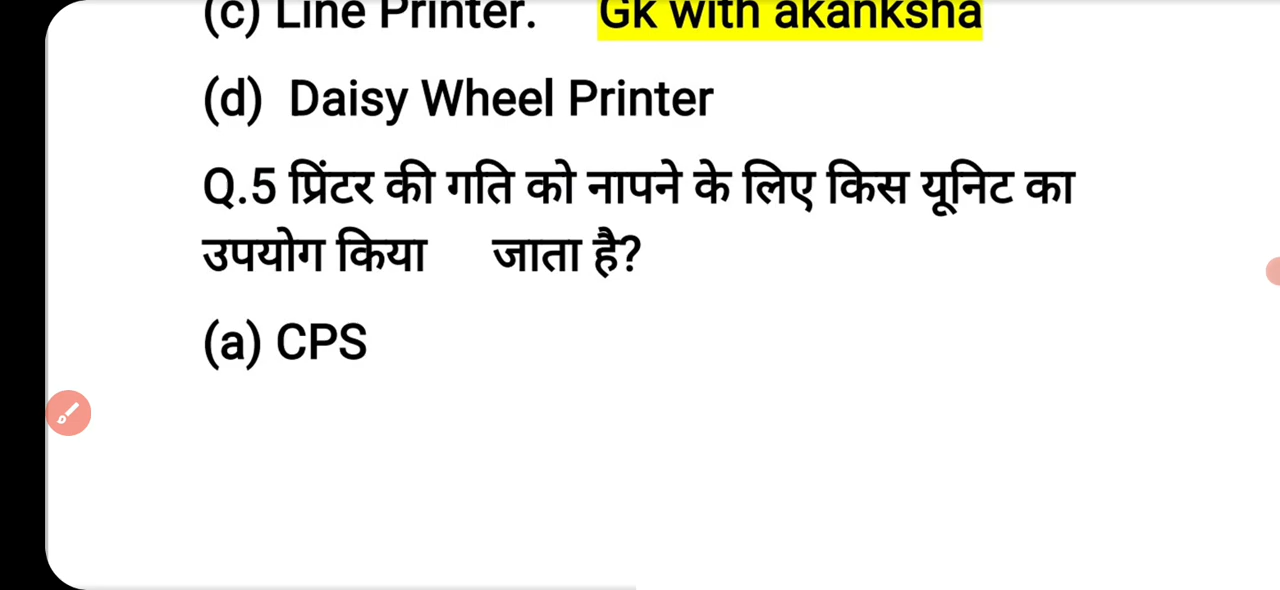 (c) Line Printer. Gk with akanksha
(d) Daisy Wheel Printer
Q.5 प्रिंटर की गति को नापने के लिए किस यूनिट का
उपयोग किया जाता है?
(a) CPS